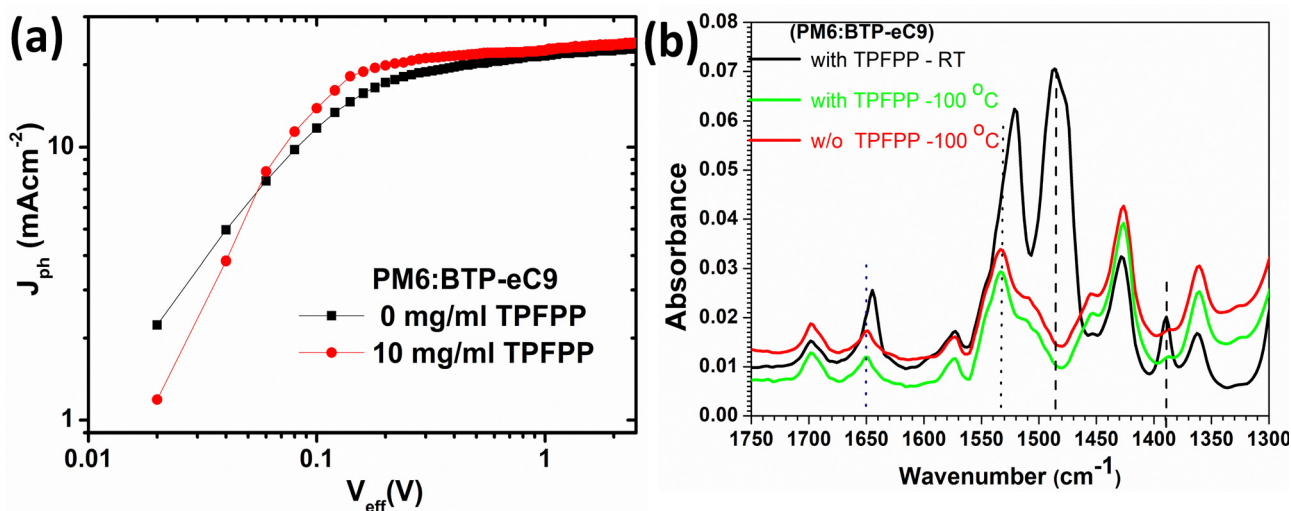 (a)
J_ph (mAcm⁻²)
10
1
PM6:BTP-eC9
0 mg/ml TPFPP
10 mg/ml TPFPP
0.01 0.1 1
V_eff(V)
(b)
Absorbance
0.08
0.07
0.06
0.05
0.04
0.03
0.02
0.01
0.00
(PM6:BTP-eC9)
with TPFPP - RT
with TPFPP -100 °C
w/o TPFPP -100 °C
1750 1700 1650 1600 1550 1500 1450 1400 1350 1300
Wavenumber (cm⁻¹)